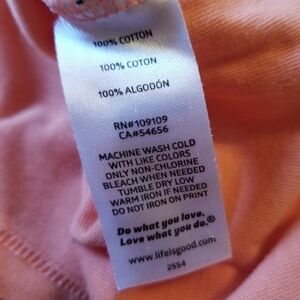 100% COTTON
100% COTON
100% ALGODÓN
RN#109109
CA#54656
MACHINE WASH COLD
WITH LIKE COLORS
ONLY NON-CHLORINE
BLEACH WHEN NEEDED
TUMBLE DRY LOW
WARM IRON IF NEEDED
DO NOT IRON ON PRINT
Do what you love.
Love what you do.®
www.lifeisgood.com
2554